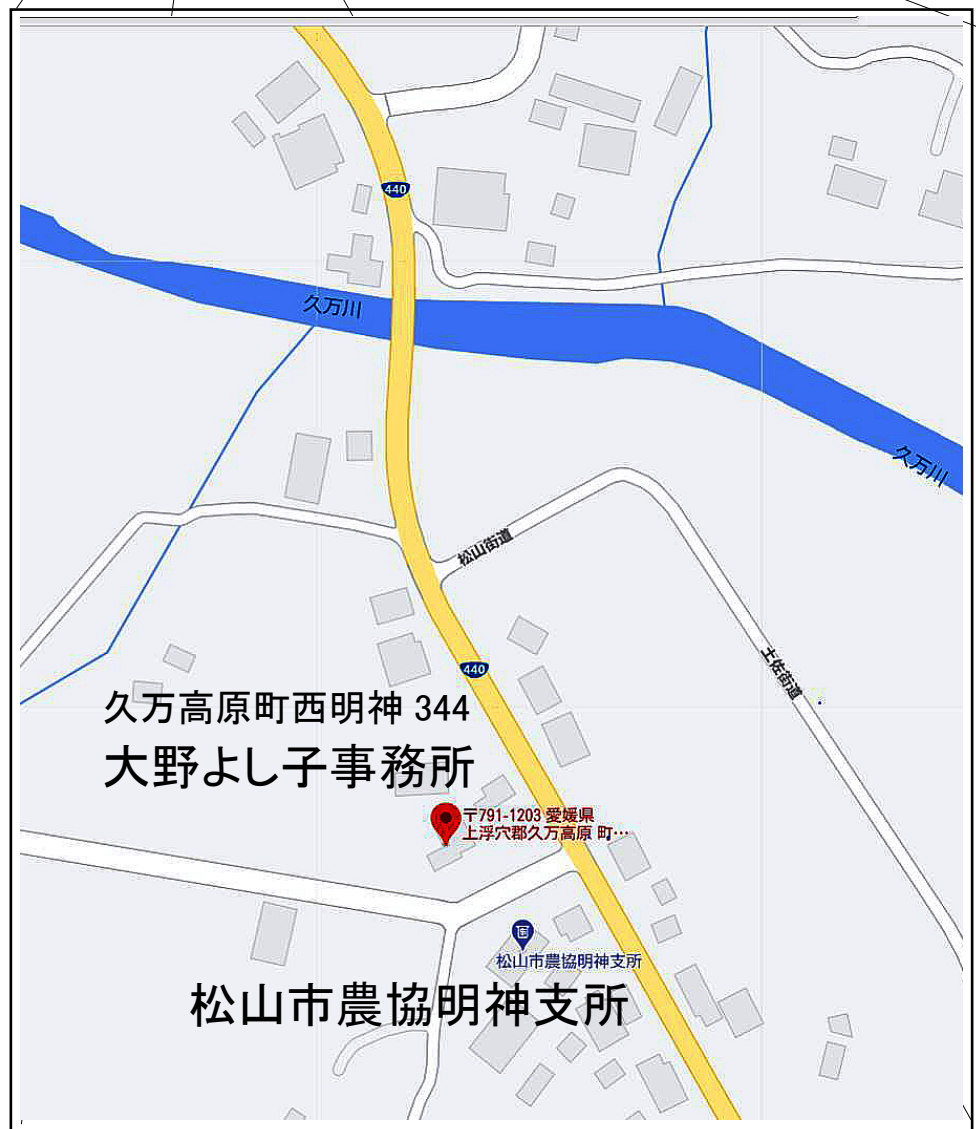 440
久万川
久万川
松山街道
440
土佐街道
久万高原町西明神 344
大野よし子事務所
〒791-1203 愛媛県
上浮穴郡久万高原 町…
松山市農協明神支所
松山市農協明神支所